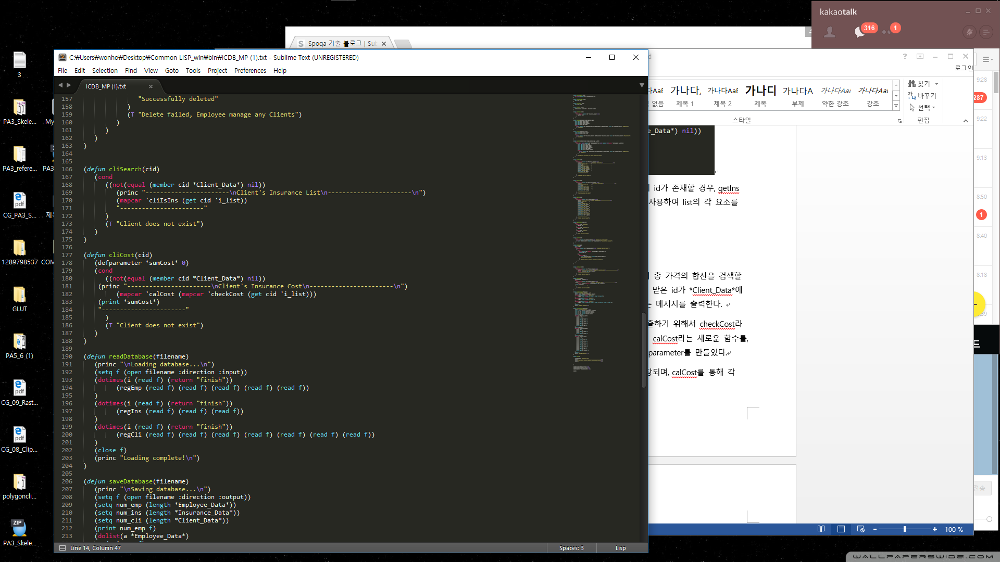 kakaotalk
316
1
Spoqa 기술 블로그 | Sub
C:₩Users₩wonho₩Desktop₩Common LISP_win₩bin₩ICDB_MP (1).txt - Sublime Text (UNREGISTERED)
File Edit Selection Find View Goto Tools Project Preferences Help
ICDB_MP (1).txt
157 "Successfully deleted"
158 )
159 (T "Delete failed, Employee manage any Clients")
160 )
161 )
162 )
163 )
164
165
166 (defun cliSearch(cid)
167 (cond
168 ((not(equal (member cid *Client_Data*) nil))
169 (princ "-----------------------\nClient's Insurance List\n-----------------------\n")
170 (mapcar 'cliIsIns (get cid 'i_list))
171 "-----------------------"
172 )
173 (T "Client does not exist")
174 )
175 )
176
177 (defun cliCost(cid)
178 (defparameter *sumCost* 0)
179 (cond
180 ((not(equal (member cid *Client_Data*) nil))
181 (princ "-----------------------\nClient's Insurance Cost\n-----------------------\n")
182 (mapcar 'calCost (mapcar 'checkCost (get cid 'i_list)))
183 (print *sumCost*)
184 "-----------------------"
185 )
186 (T "Client does not exist")
187 )
188 )
189
190 (defun readDatabase(filename)
191 (princ "\nLoading database...\n")
192 (setq f (open filename :direction :input))
193 (dotimes(i (read f) (return "finish"))
194 (regEmp (read f) (read f) (read f) (read f) (read f))
195 )
196 (dotimes(i (read f) (return "finish"))
197 (regIns (read f) (read f) (read f))
198 )
199 (dotimes(i (read f) (return "finish"))
200 (regCli (read f) (read f) (read f) (read f) (read f) (read f) (read f))
201 )
202 (close f)
203 (princ "Loading complete!\n")
204 )
205
206 (defun saveDatabase(filename)
207 (princ "\nSaving database...\n")
208 (setq f (open filename :direction :output))
209 (setq num_emp (length *Employee_Data*))
210 (setq num_ins (length *Insurance_Data*))
211 (setq num_cli (length *Client_Data*))
212 (print num_emp f)
213 (dolist(a *Employee_Data*)
Line 14, Column 47
Spaces: 3
Lisp
3
PA3_Skele...
My
PA3_refere...
PA3
CG_PA3_S...
1289798537
COM
GLUT
PA5_6 (1)
CG_09_Rast...
CG_08_Clip...
polygoncli...
ZIP
PA3_Skele...
로그인
가나다AaE
없음 제목 1
가나다AaE
제목 2
가나디
제목
가나다A
부제
가나다Aaι
약한 강조
가나다Aaι
강조
스타일
찾기
바꾸기
선택
편집
e_Data*) nil))
id가 존재할 경우, getIns
사용하여 list의 각 요소를
총 가격의 합산을 검색할
받은 id가 *Client_Data*에
는 메시지를 출력한다.
출하기 위해서 checkCost라
calCost라는 새로운 함수를,
parameter를 만들었다.
장되며, calCost를 통해 각
100 %
9:28
287
9:22
9:13
8:50
1
8:40
8:18
전송
WALLPAPERSWIDE.COM